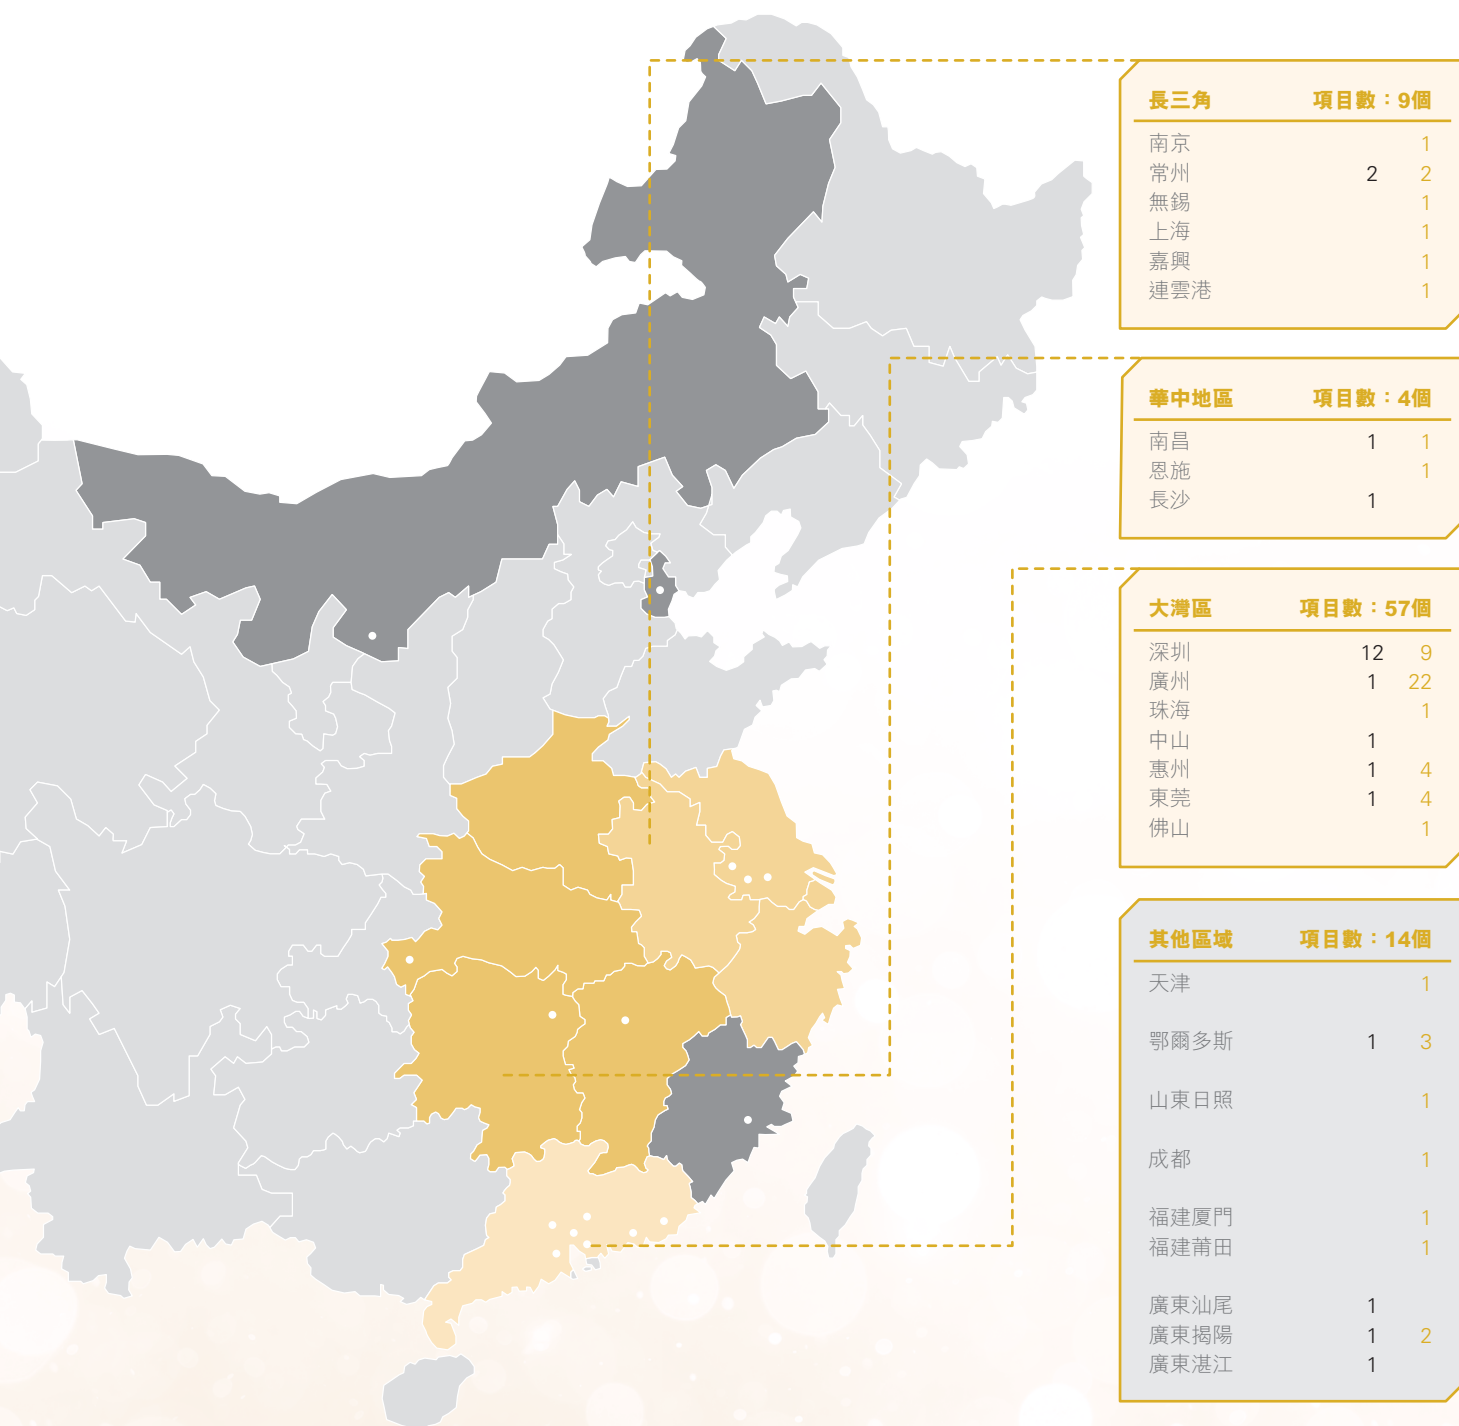 長三角 項目數：9個
南京 1
常州 2 2
無錫 1
上海 1
嘉興 1
連雲港 1
華中地區 項目數：4個
南昌 1 1
恩施 1
長沙 1
大灣區 項目數：57個
深圳 12 9
廣州 1 22
珠海 1
中山 1
惠州 1 4
東莞 1 4
佛山 1
其他區域 項目數：14個
天津 1
鄂爾多斯 1 3
山東日照 1
成都 1
福建厦門 1
福建莆田 1
廣東汕尾 1
廣東揭陽 1 2
廣東湛江 1